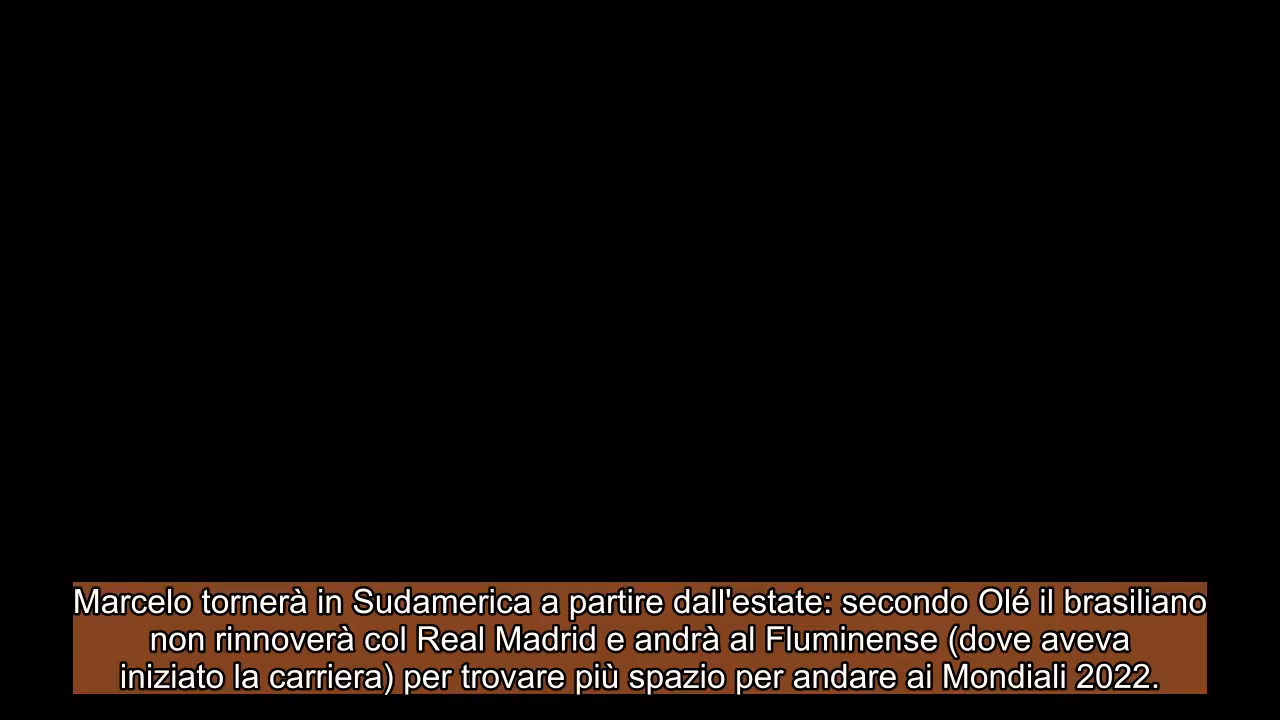 Marcelo tornerà in Sudamerica a partire dall'estate: secondo Olé il brasiliano
non rinnoverà col Real Madrid e andrà al Fluminense (dove aveva
iniziato la carriera) per trovare più spazio per andare ai Mondiali 2022.